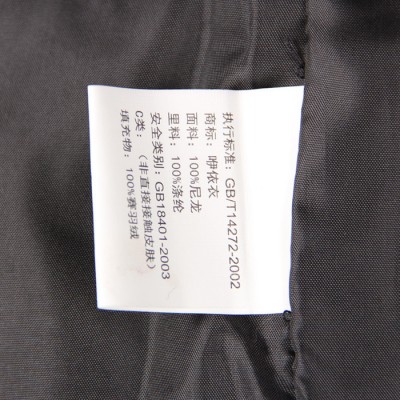 执行标准: GB/T14272-2002
商标: 咿依衣
面料: 100%尼龙
里料: 100%涤纶
安全类别: GB18401-2003
C类: （非直接接触皮肤）
填充物: 100%赛羽绒